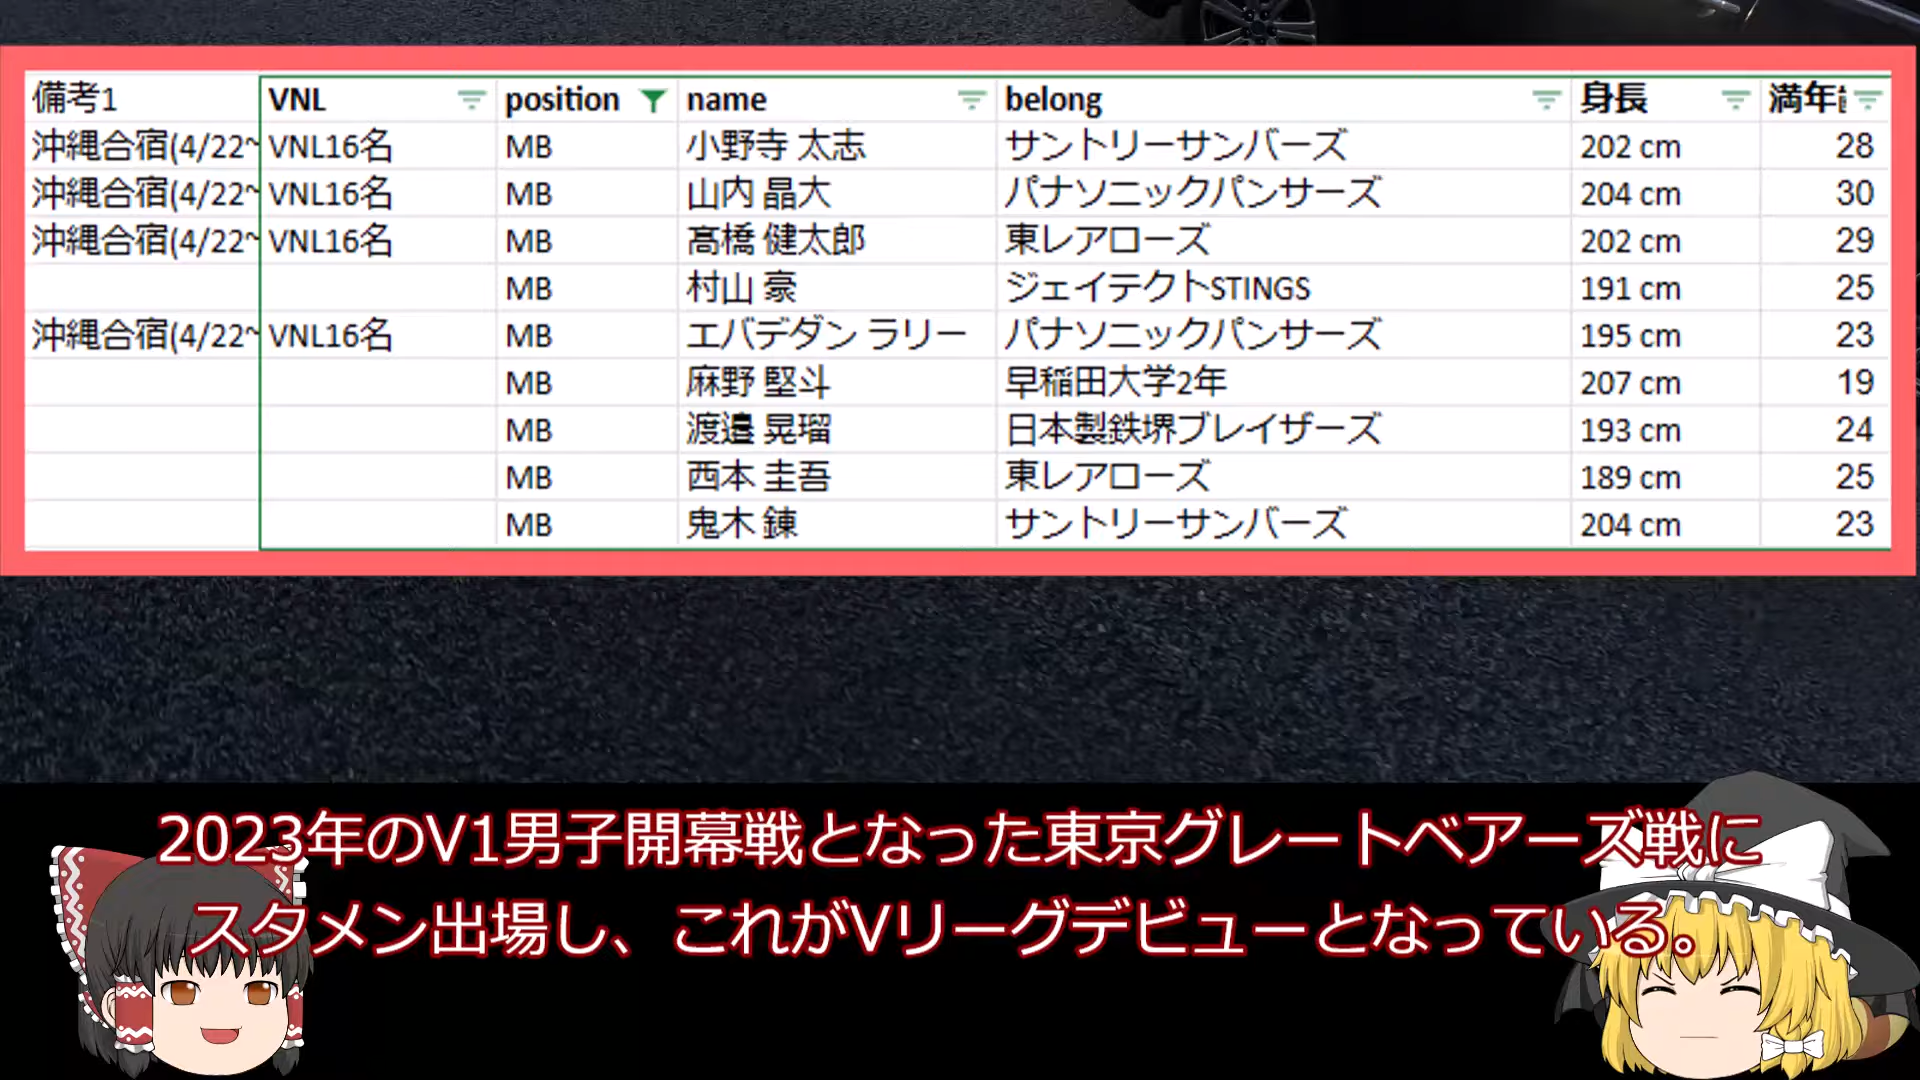 備考1 VNL position name belong 身長 満年
沖縄合宿(4/22~ VNL16名 MB 小野寺 太志 サントリーサンバーズ 202 cm 28
沖縄合宿(4/22~ VNL16名 MB 山内 晶大 パナソニックパンサーズ 204 cm 30
沖縄合宿(4/22~ VNL16名 MB 髙橋 健太郎 東レアローズ 202 cm 29
MB 村山 豪 ジェイテクトSTINGS 191 cm 25
沖縄合宿(4/22~ VNL16名 MB エバデダン ラリー パナソニックパンサーズ 195 cm 23
MB 麻野 堅斗 早稲田大学2年 207 cm 19
MB 渡邉 晃瑠 日本製鉄堺ブレイザーズ 193 cm 24
MB 西本 圭吾 東レアローズ 189 cm 25
MB 鬼木 錬 サントリーサンバーズ 204 cm 23
2023年のV1男子開幕戦となった東京グレートベアーズ戦に
スタメン出場し、これがVリーグデビューとなっている。